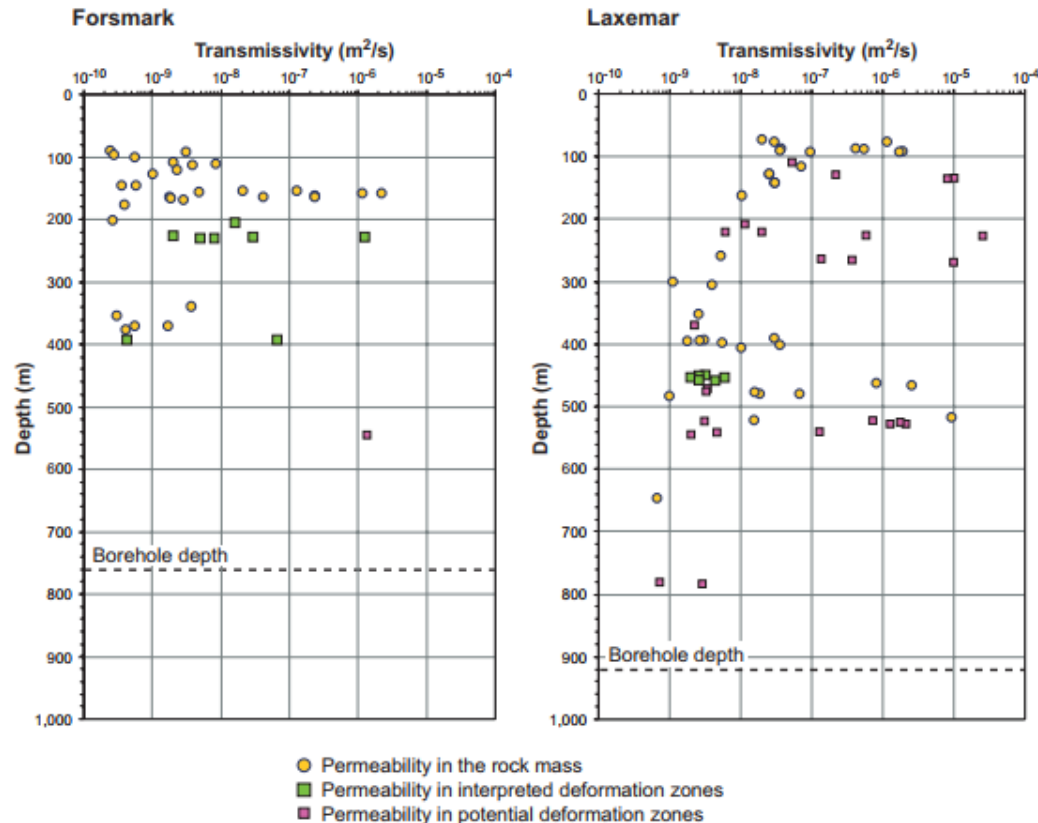 Forsmark
Transmissivity (m²/s)
10⁻¹⁰ 10⁻⁹ 10⁻⁸ 10⁻⁷ 10⁻⁶ 10⁻⁵ 10⁻⁴
Depth (m)
0
100
200
300
400
500
600
700
800
900
1,000
Borehole depth
Laxemar
Transmissivity (m²/s)
10⁻¹⁰ 10⁻⁹ 10⁻⁸ 10⁻⁷ 10⁻⁶ 10⁻⁵ 10⁻⁴
Depth (m)
0
100
200
300
400
500
600
700
800
900
1,000
Borehole depth
Permeability in the rock mass
Permeability in interpreted deformation zones
Permeability in potential deformation zones